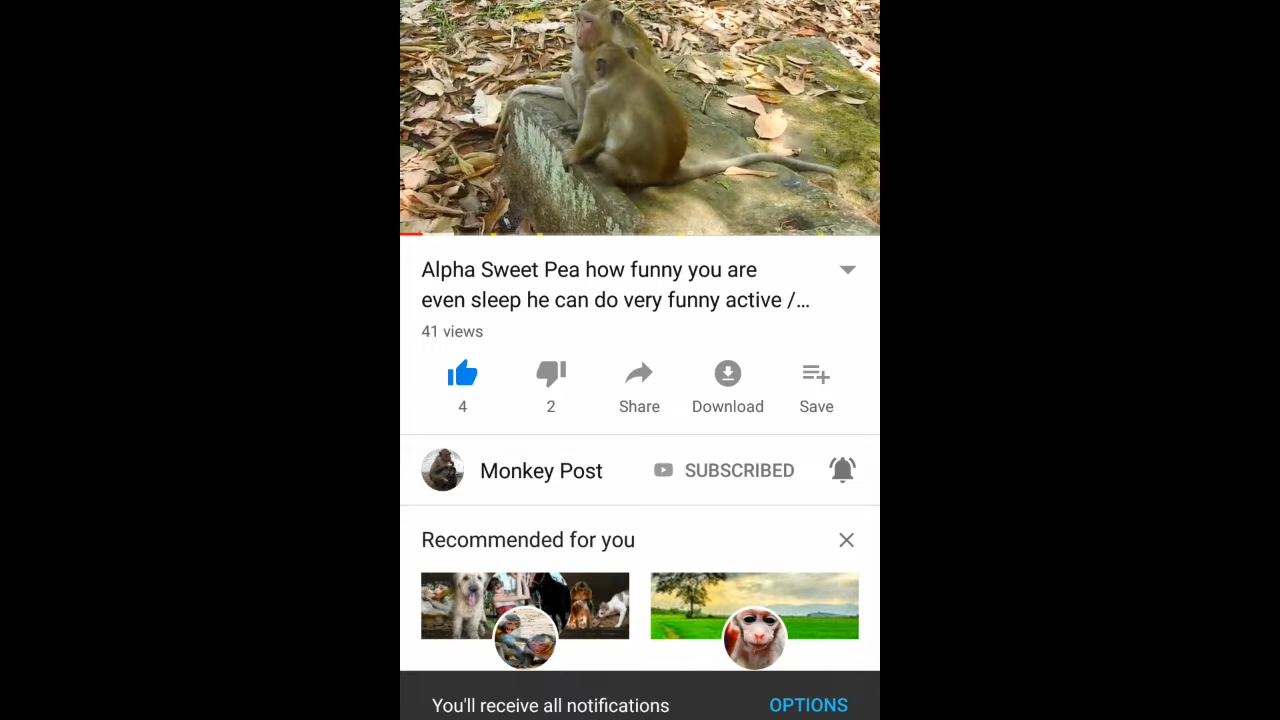 Alpha Sweet Pea how funny you are
even sleep he can do very funny active /...
41 views
4
2
Share
Download
Save
Monkey Post
SUBSCRIBED
Recommended for you
You'll receive all notifications
OPTIONS